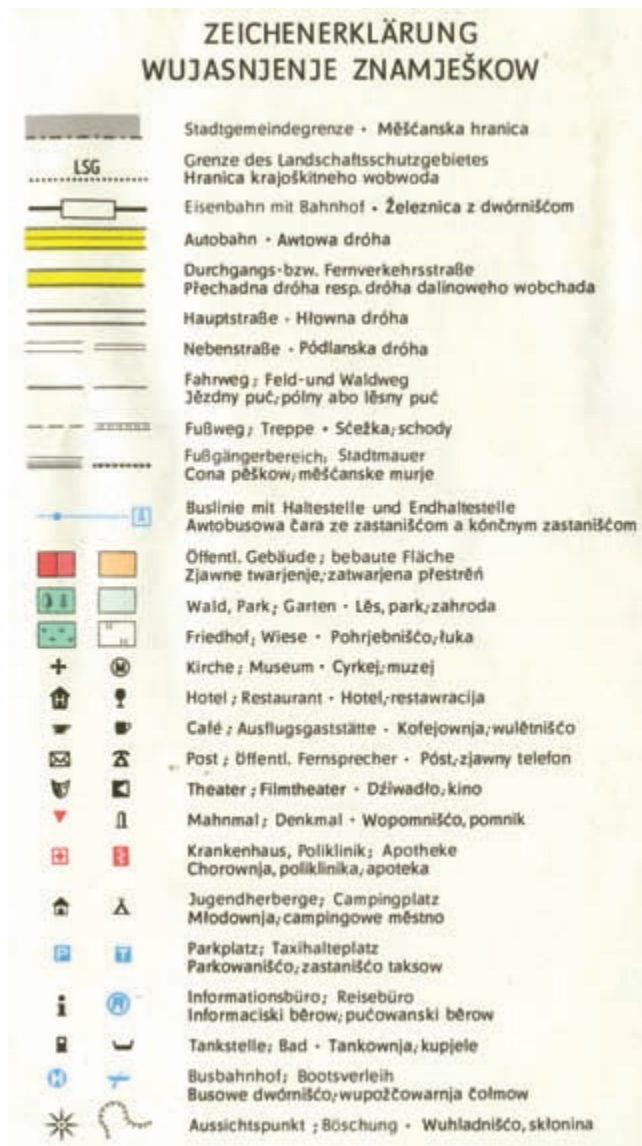 ZEICHENERKLÄRUNG
WUJASNJENJE ZNAMJEŠKOW
Stadtgemeindegrenze • Měšćanska hranica
LSG
Grenze des Landschaftsschutzgebietes
Hranica krajoškitneho wobwoda
Eisenbahn mit Bahnhof • Železnica z dwórnišćom
Autobahn • Awtowa dróha
Durchgangs-bzw. Fernverkehrsstraße
Přechadna dróha resp. dróha dalinoweho wobchada
Hauptstraße • Hłowna dróha
Nebenstraße • Pódlanska dróha
Fahrweg; Feld-und Waldweg
Jězdny puć; pólny abo lěsny puć
Fußweg; Treppe • Sćežka; schody
Fußgängerbereich; Stadtmauer
Cona pěškow; měšćanske murje
Buslinie mit Haltestelle und Endhaltestelle
Awtobusowa čara ze zastanišćom a kónčnym zastanišćom
Öffentl. Gebäude; bebaute Fläche
Zjawne twarjenje; zatwarjena přestrěń
Wald, Park; Garten • Lěs, park; zahroda
Friedhof; Wiese • Pohrjebnišćo; łuka
M Kirche; Museum • Cyrkej; muzej
H Hotel; Restaurant • Hotel; restawracija
Café; Ausflugsgaststätte • Kofejownja; wulětnišćo
Post; Öffentl. Fernsprecher • Póst; zjawny telefon
Theater; Filmtheater • Dźiwadło; kino
Mahnmal; Denkmal • Wopomnišćo, pomnik
Krankenhaus, Poliklinik; Apotheke
Chorownja, poliklinika; apoteka
Jugendherberge; Campingplatz
Młodownja; campingowe městno
P T Parkplatz; Taxihalteplatz
Parkowanišćo; zastanišćo taksow
i R Informationsbüro; Reisebüro
Informaciski běrow; pućowanski běrow
Tankstelle; Bad • Tankownja; kupjele
H Busbahnhof; Bootsverleih
Busowe dwórnišćo; wupožčowarnja čołmow
Aussichtspunkt; Böschung • Wuhladnišćo, skłonina